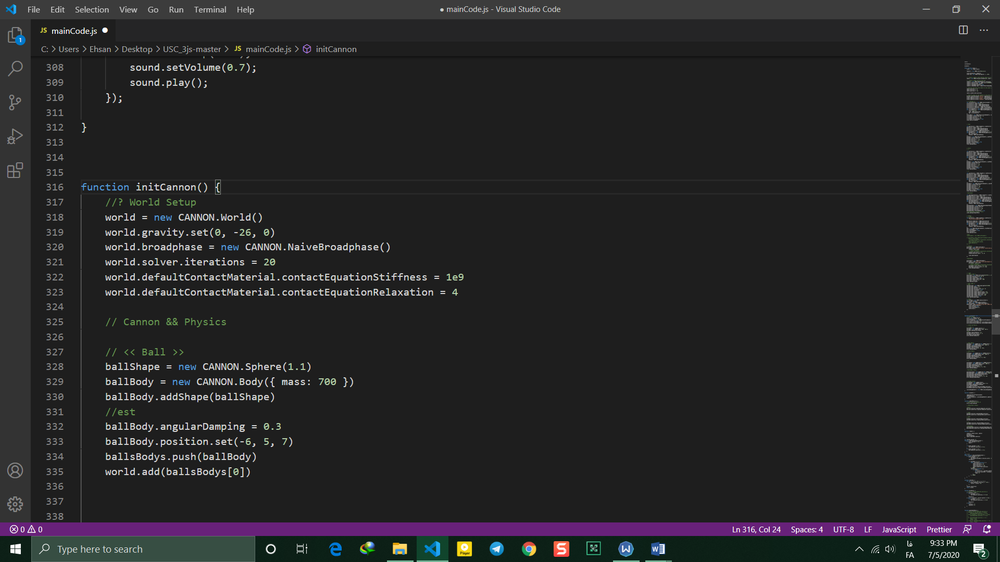 File Edit Selection View Go Run Terminal Help
● mainCode.js - Visual Studio Code
JS mainCode.js ●
C: > Users > Ehsan > Desktop > USC_3js-master > JS mainCode.js > initCannon
308 sound.setVolume(0.7);
309 sound.play();
310 });
311
312 }
313
314
315
316 function initCannon() {
317 //? World Setup
318 world = new CANNON.World()
319 world.gravity.set(0, -26, 0)
320 world.broadphase = new CANNON.NaiveBroadphase()
321 world.solver.iterations = 20
322 world.defaultContactMaterial.contactEquationStiffness = 1e9
323 world.defaultContactMaterial.contactEquationRelaxation = 4
324
325 // Cannon && Physics
326
327 // << Ball >>
328 ballShape = new CANNON.Sphere(1.1)
329 ballBody = new CANNON.Body({ mass: 700 })
330 ballBody.addShape(ballShape)
331 //est
332 ballBody.angularDamping = 0.3
333 ballBody.position.set(-6, 5, 7)
334 ballsBodys.push(ballBody)
335 world.add(ballsBodys[0])
336
337
338
1
0 0
Ln 316, Col 24 Spaces: 4 UTF-8 LF JavaScript Prettier
Type here to search
Player
فا
FA
9:33 PM
7/5/2020
2